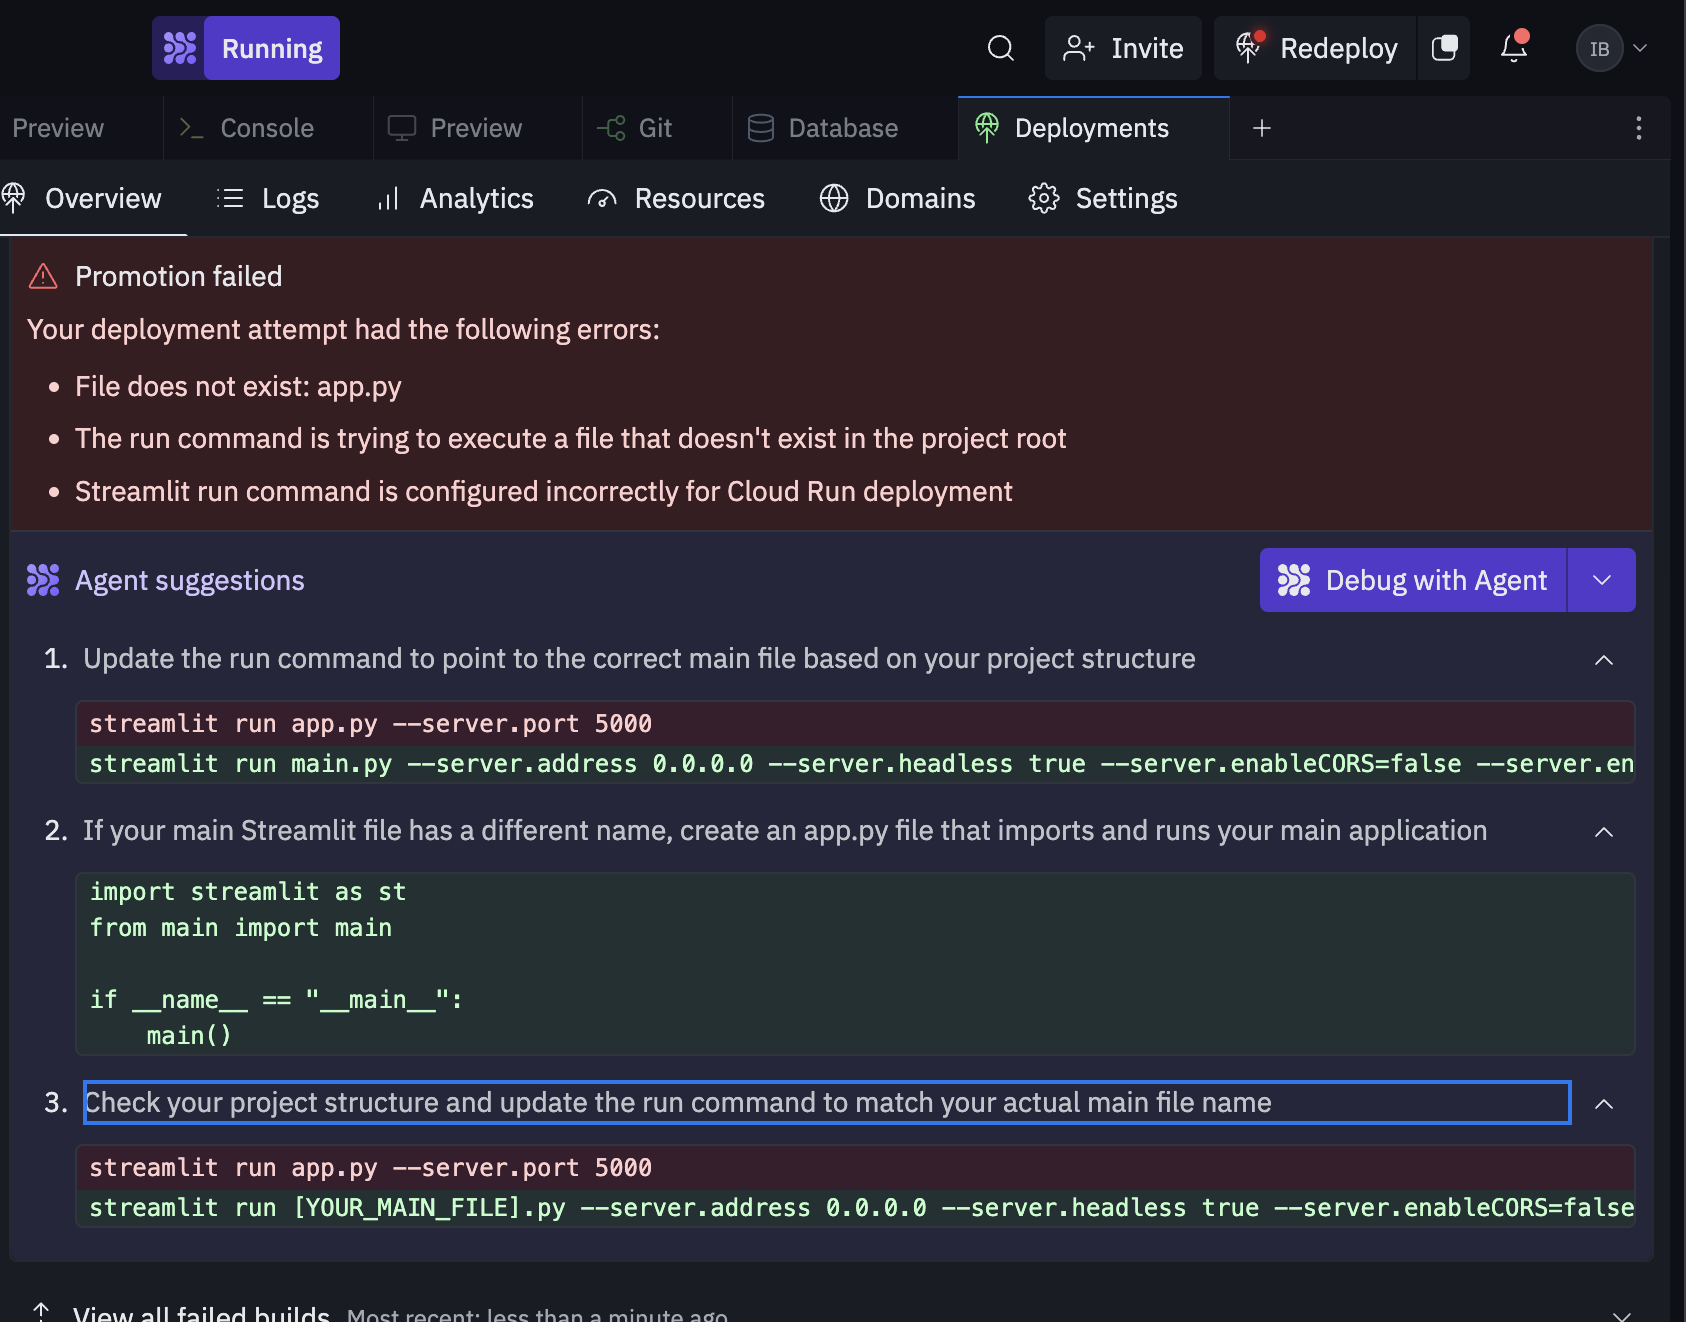 Running
Invite
Redeploy
IB
Preview
Console
Preview
Git
Database
Deployments
Overview
Logs
Analytics
Resources
Domains
Settings
Promotion failed
Your deployment attempt had the following errors:
• File does not exist: app.py
• The run command is trying to execute a file that doesn't exist in the project root
• Streamlit run command is configured incorrectly for Cloud Run deployment
Agent suggestions
Debug with Agent
1. Update the run command to point to the correct main file based on your project structure
streamlit run app.py --server.port 5000
streamlit run main.py --server.address 0.0.0.0 --server.headless true --server.enableCORS=false --server.en
2. If your main Streamlit file has a different name, create an app.py file that imports and runs your main application
import streamlit as st
from main import main
if __name__ == "__main__":
    main()
3. Check your project structure and update the run command to match your actual main file name
streamlit run app.py --server.port 5000
streamlit run [YOUR_MAIN_FILE].py --server.address 0.0.0.0 --server.headless true --server.enableCORS=false
View all failed builds Most recent: less than a minute ago